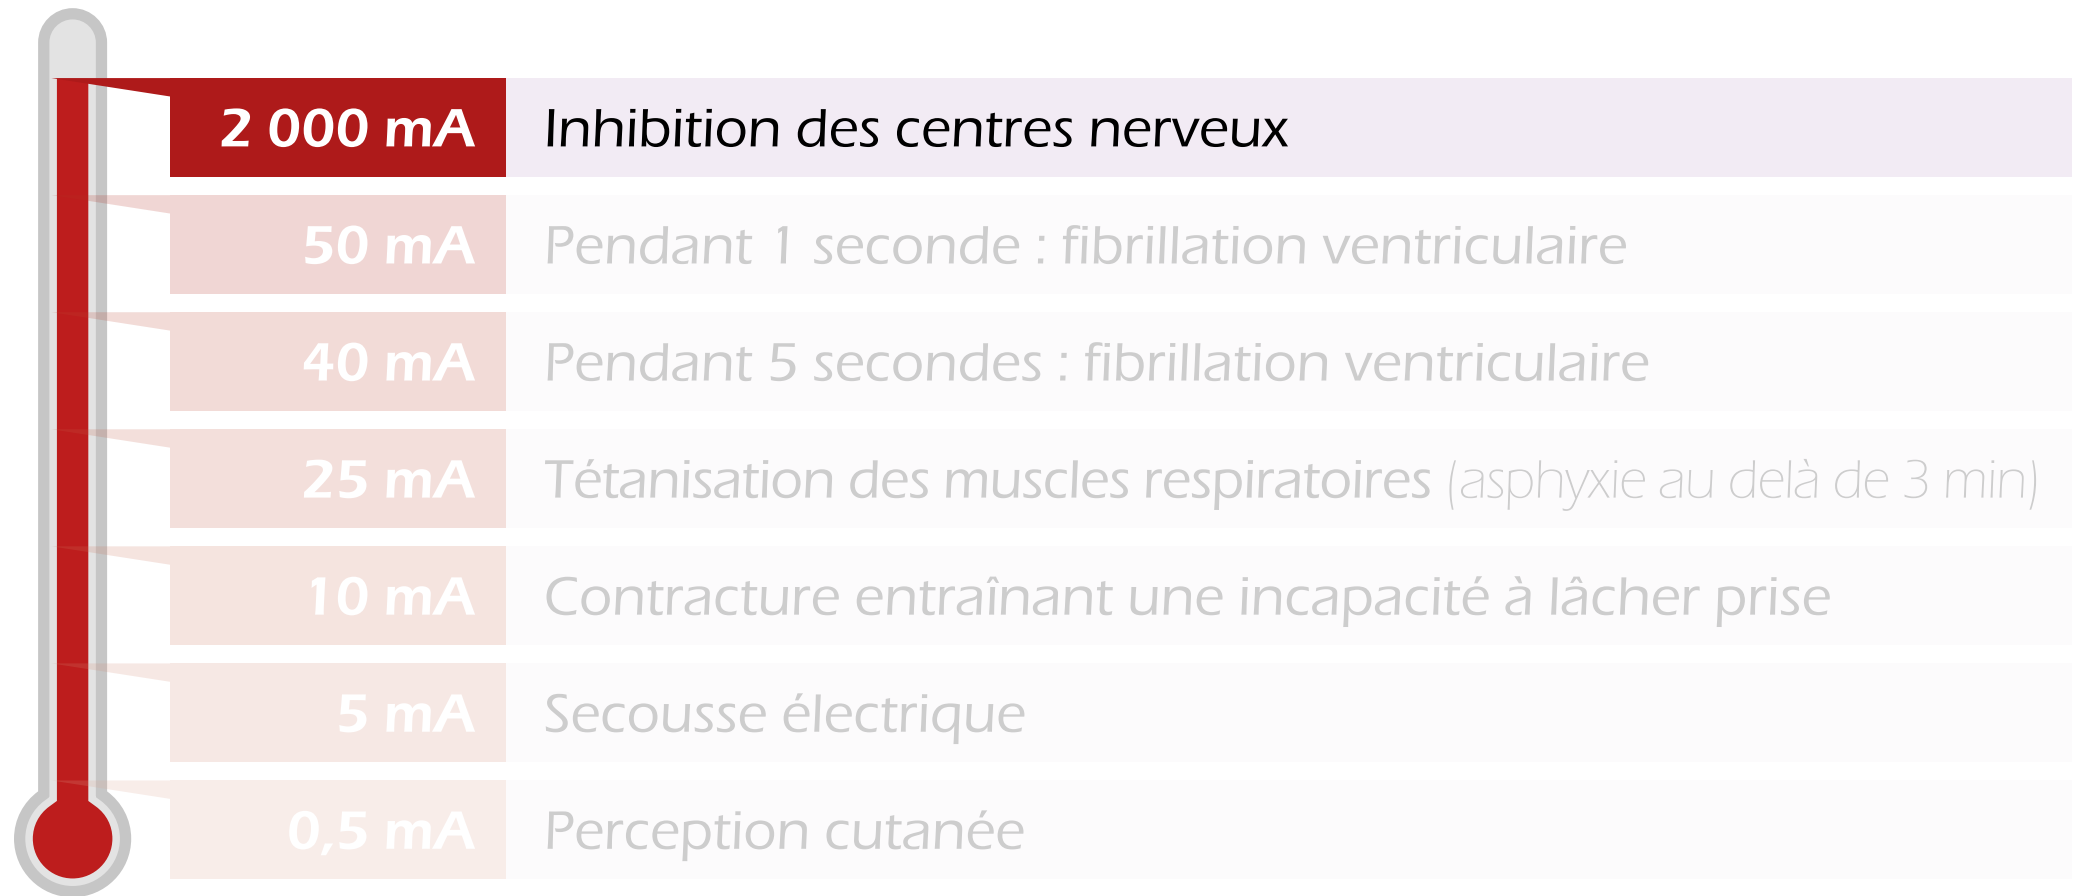 2 000 mA Inhibition des centres nerveux
50 mA Pendant 1 seconde : fibrillation ventriculaire
40 mA Pendant 5 secondes : fibrillation ventriculaire
25 mA Tétanisation des muscles respiratoires (asphyxie au delà de 3 min)
10 mA Contracture entraînant une incapacité à lâcher prise
5 mA Secousse électrique
0,5 mA Perception cutanée